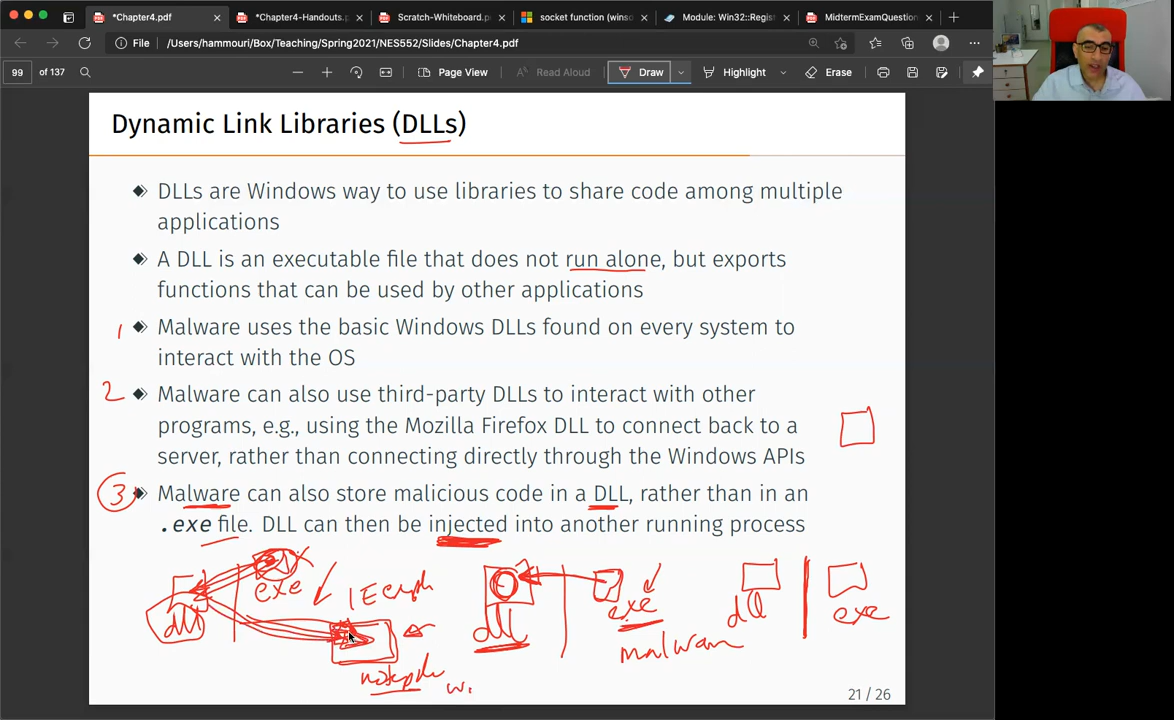 *Chapter4.pdf
*Chapter4-Handouts.p
Scratch-Whiteboard.p
socket function (winso
Module: Win32::Regis
MidtermExamQuestion
File
/Users/hammouri/Box/Teaching/Spring2021/NES552/Slides/Chapter4.pdf
99 of 137
Page View
Read Aloud
Draw
Highlight
Erase
Dynamic Link Libraries (DLLs)
DLLs are Windows way to use libraries to share code among multiple
applications
A DLL is an executable file that does not run alone, but exports
functions that can be used by other applications
1 Malware uses the basic Windows DLLs found on every system to
interact with the OS
2 Malware can also use third-party DLLs to interact with other
programs, e.g., using the Mozilla Firefox DLL to connect back to a
server, rather than connecting directly through the Windows APIs
3 Malware can also store malicious code in a DLL, rather than in an
.exe file. DLL can then be injected into another running process
exe
dll
dll
exe
malware
dll
exe
21 / 26